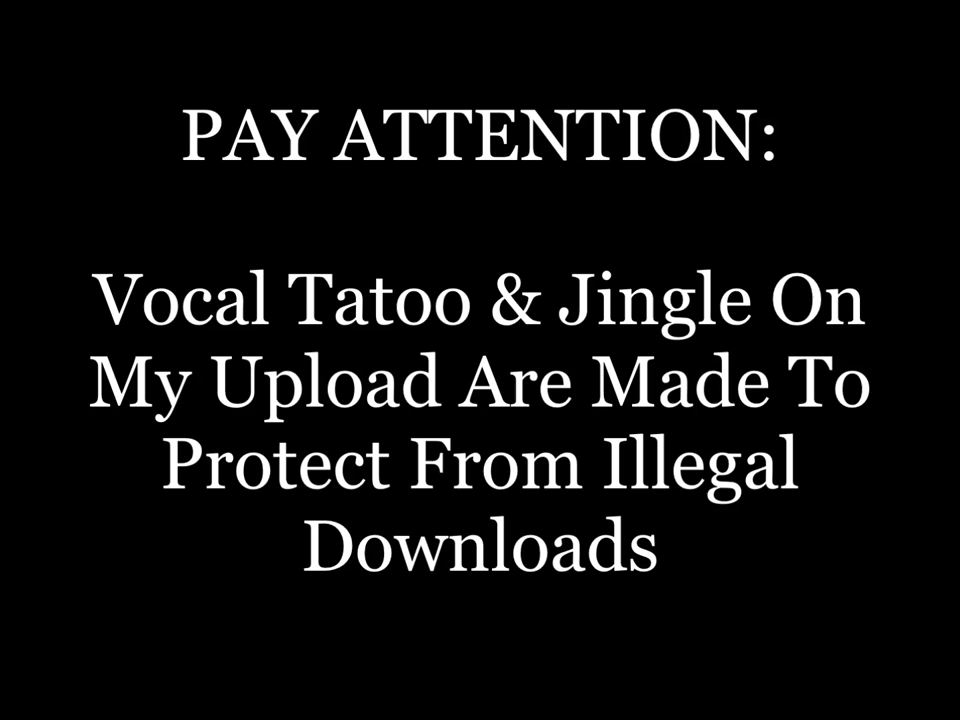 PAY ATTENTION:
Vocal Tatoo & Jingle On
My Upload Are Made To
Protect From Illegal
Downloads